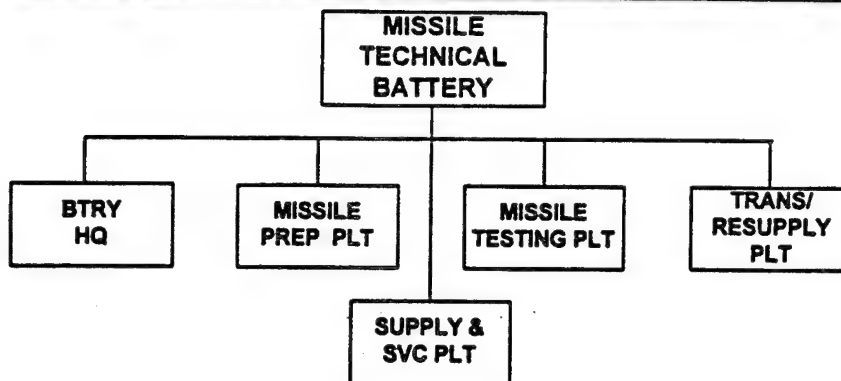 MISSILE
TECHNICAL
BATTERY
BTRY
HQ
MISSILE
PREP PLT
MISSILE
TESTING PLT
TRANS/
RESUPPLY
PLT
SUPPLY &
SVC PLT